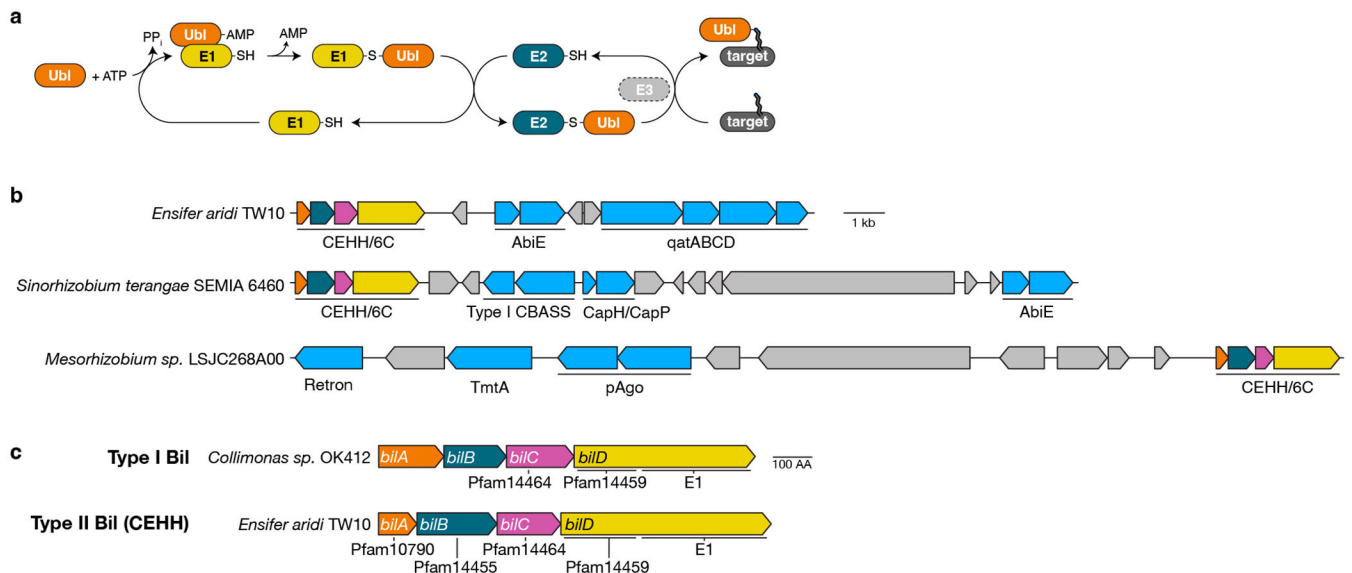 a
PPi
Ubl
AMP
AMP
Ubl
E1
SH
E1
S
Ubl
E2
SH
target
Ubl
+ ATP
E3
E1
SH
E2
S
Ubl
target
b
Ensifer aridi TW10
1 kb
CEHH/6C
AbiE
qatABCD
Sinorhizobium terangae SEMIA 6460
CEHH/6C
Type I CBASS
CapH/CapP
AbiE
Mesorhizobium sp. LSJC268A00
Retron
TmtA
pAgo
CEHH/6C
c
Type I Bil
Collimonas sp. OK412
bilA
bilB
bilC
bilD
100 AA
Pfam14464
Pfam14459
E1
Type II Bil (CEHH)
Ensifer aridi TW10
bilA
bilB
bilC
bilD
Pfam10790
Pfam14464
E1
Pfam14455
Pfam14459